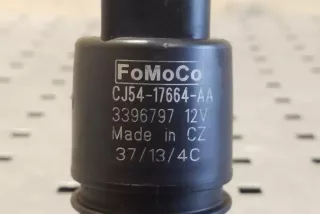 FoMoCo
CJ54-17664-AA
3396797 12V
Made in CZ
37/13/4C